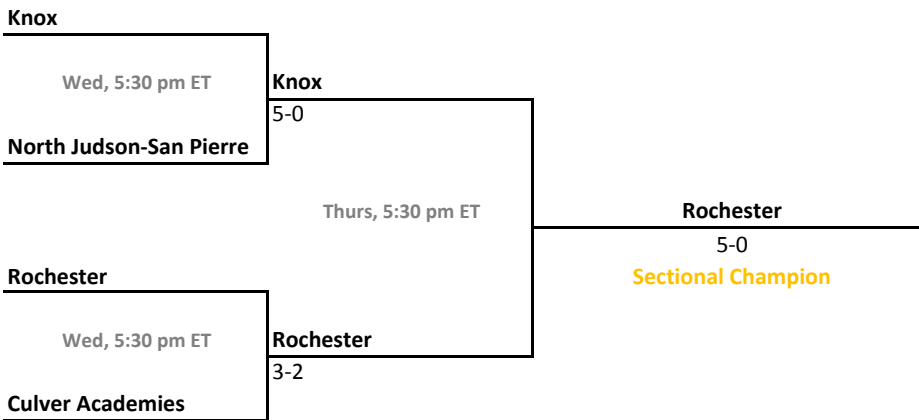 Knox
Wed, 5:30 pm ET
Knox
5-0
North Judson-San Pierre
Thurs, 5:30 pm ET
Rochester
5-0
Sectional Champion
Rochester
Wed, 5:30 pm ET
Rochester
3-2
Culver Academies